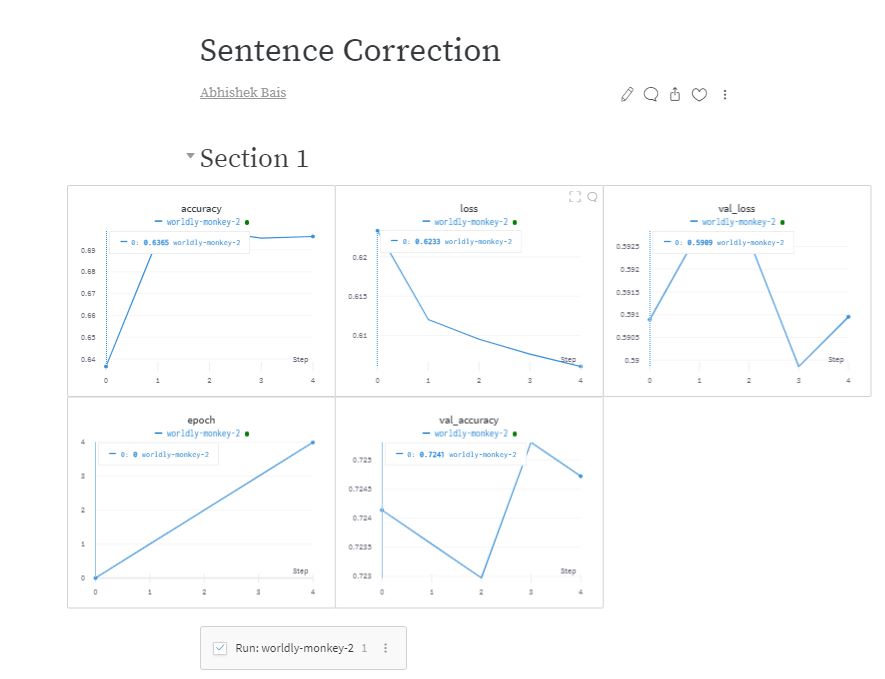 Sentence Correction
Abhishek Bais
Section 1
accuracy
worldly-monkey-2
0: 0.6365 worldly-monkey-2
0.69
0.68
0.67
0.66
0.65
0.64
Step
0 1 2 3 4
loss
worldly-monkey-2
0: 0.6233 worldly-monkey-2
0.62
0.615
0.61
Step
0 1 2 3 4
val_loss
worldly-monkey-2
0: 0.5909 worldly-monkey-2
0.5925
0.592
0.5915
0.591
0.5905
0.59
Step
0 1 2 3 4
epoch
worldly-monkey-2
0: 0 worldly-monkey-2
4
3
2
1
0
Step
0 1 2 3 4
val_accuracy
worldly-monkey-2
0: 0.7241 worldly-monkey-2
0.725
0.7245
0.724
0.7235
0.723
Step
0 1 2 3 4
Run: worldly-monkey-2 1